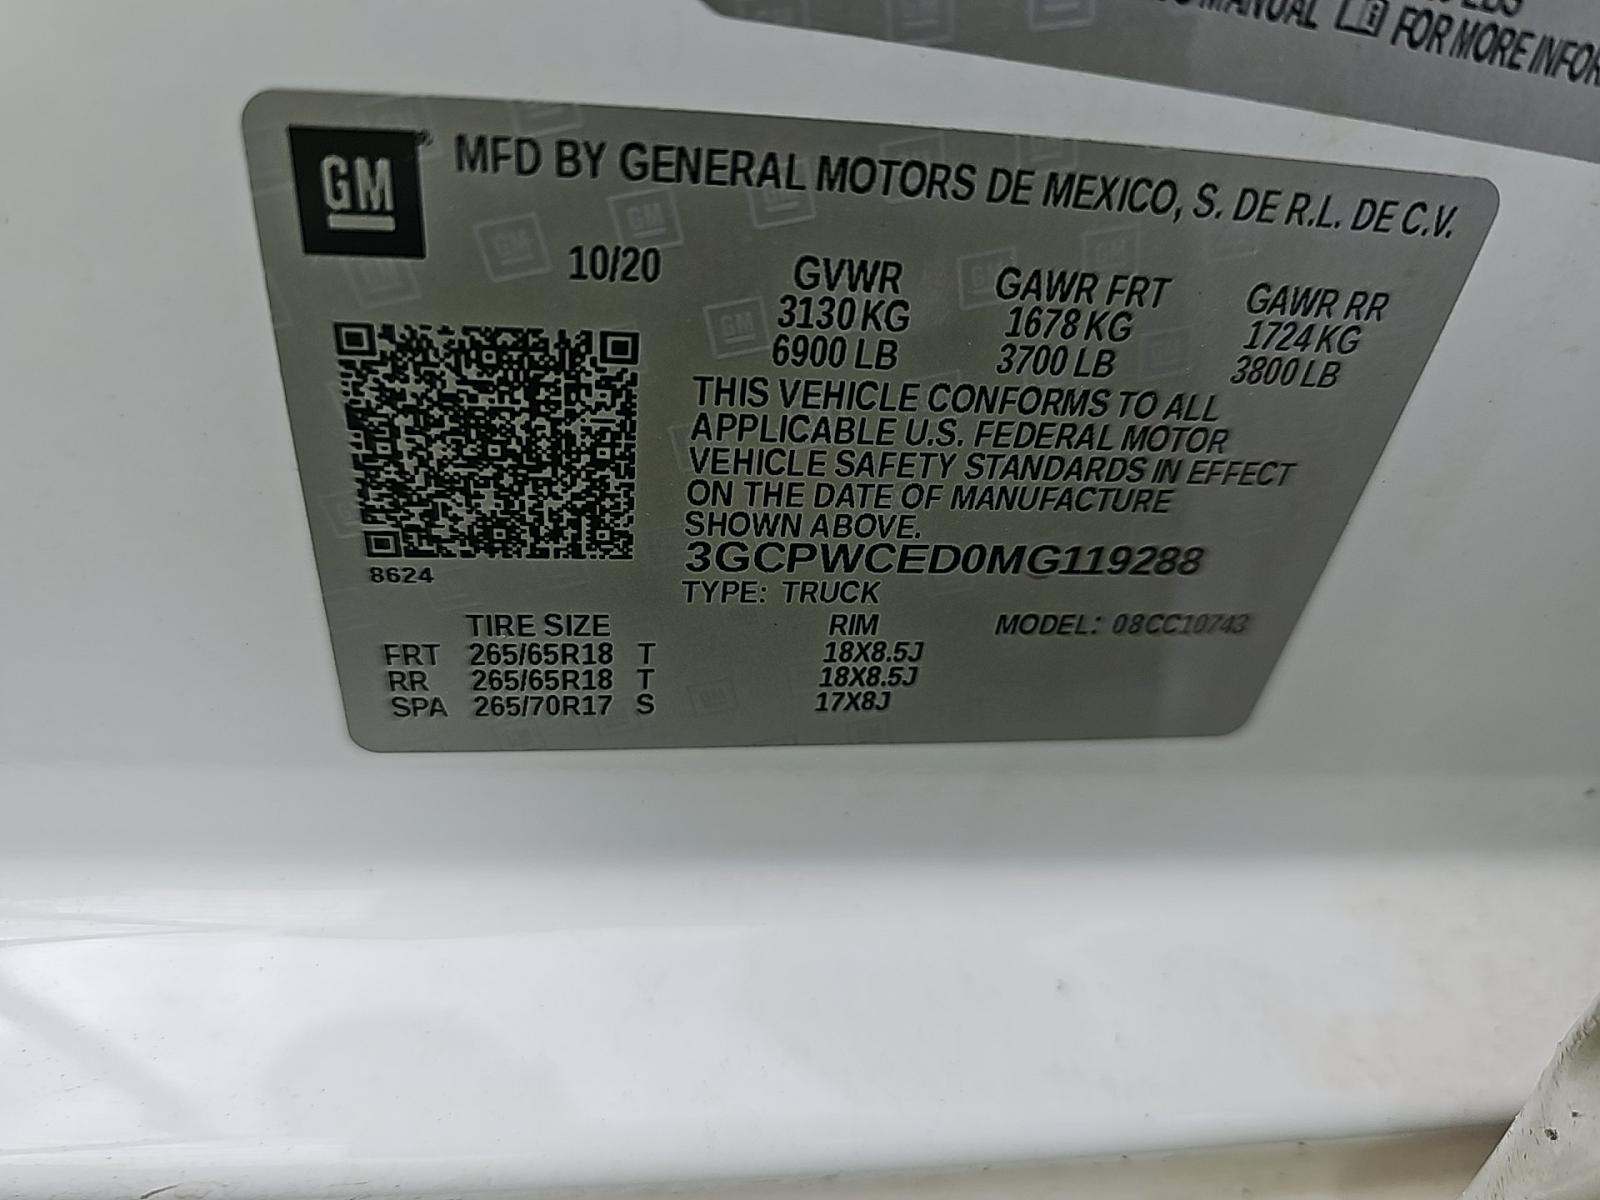 MANUAL FOR MORE
GM
MFD BY GENERAL MOTORS DE MEXICO, S. DE R.L. DE C.V.
10/20
GVWR GAWR FRT GAWR RR
3130 KG 1678 KG 1724 KG
6900 LB 3700 LB 3800 LB
THIS VEHICLE CONFORMS TO ALL
APPLICABLE U.S. FEDERAL MOTOR
VEHICLE SAFETY STANDARDS IN EFFECT
ON THE DATE OF MANUFACTURE
SHOWN ABOVE.
3GCPWCED0MG119288
8624
TYPE: TRUCK
TIRE SIZE RIM MODEL: 08CC10743
FRT 265/65R18 T 18X8.5J
RR 265/65R18 T 18X8.5J
SPA 265/70R17 S 17X8J